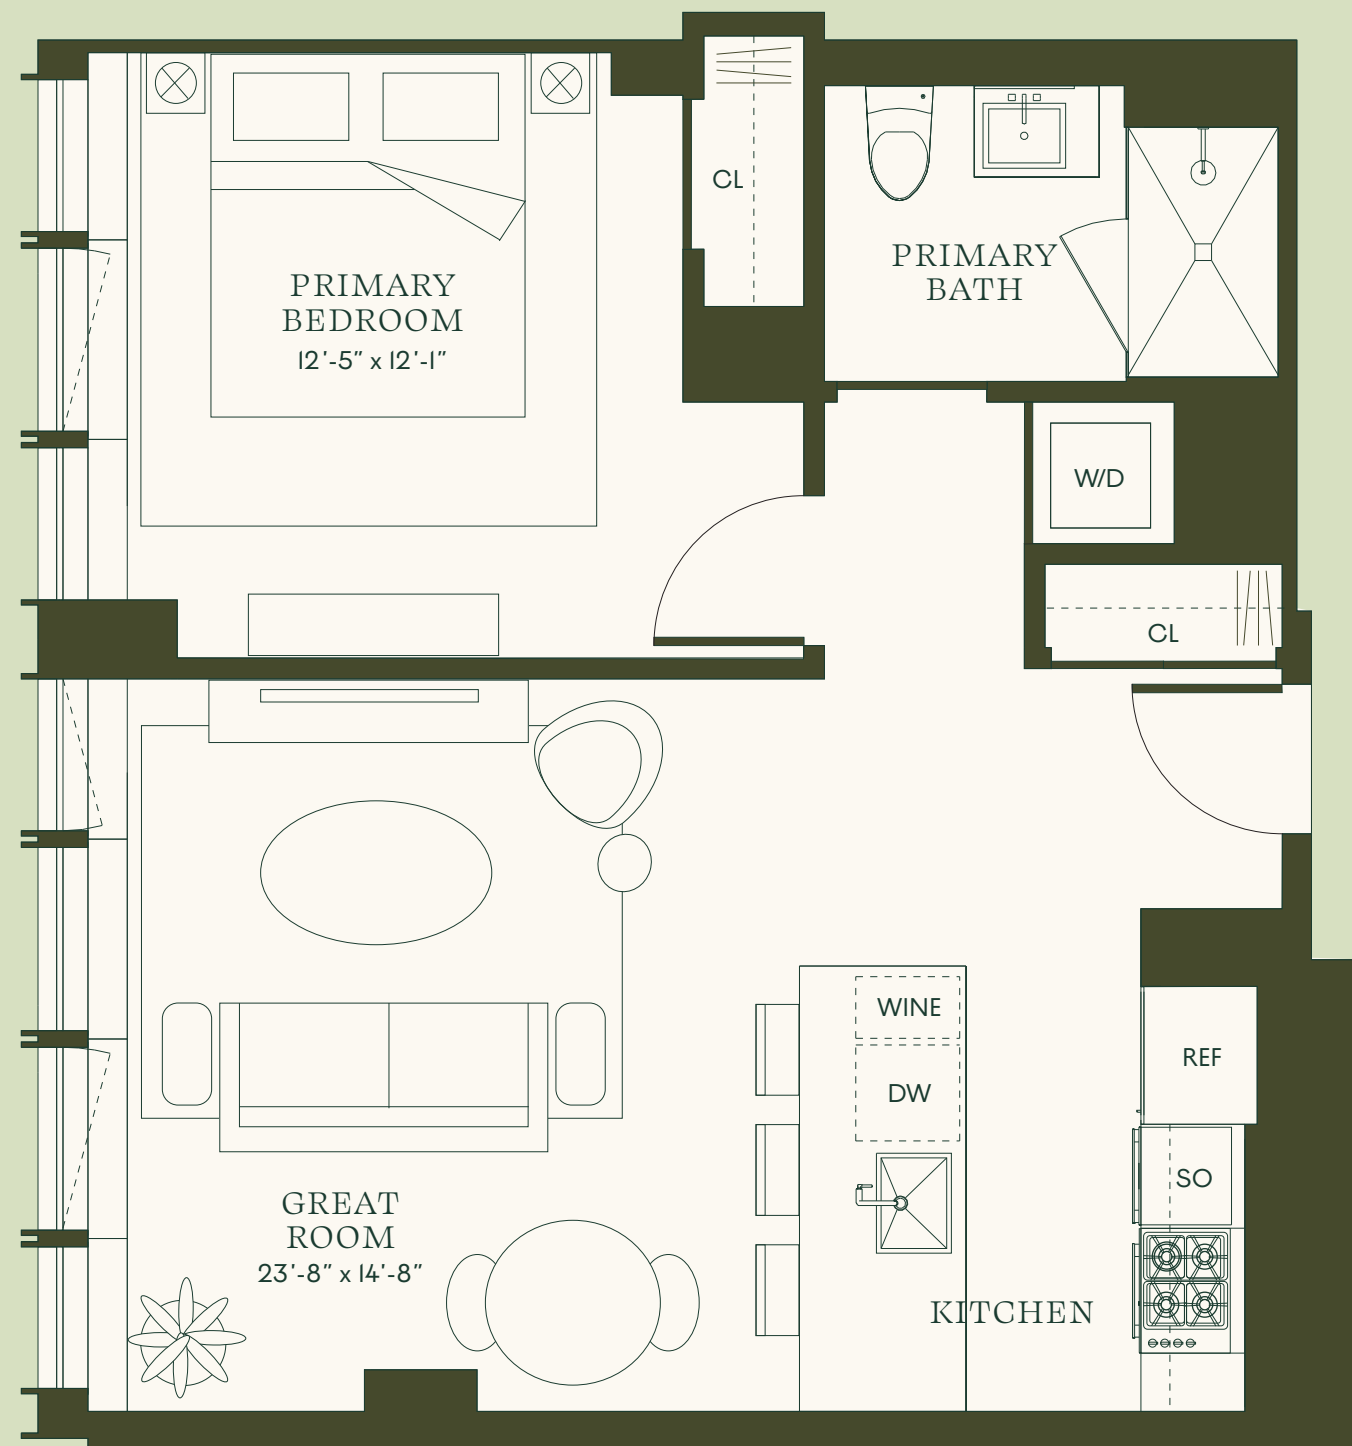 CL
PRIMARY
BATH
PRIMARY
BEDROOM
12'-5" x 12'-1"
W/D
CL
WINE
REF
DW
SO
GREAT
ROOM
23'-8" x 14'-8"
KITCHEN